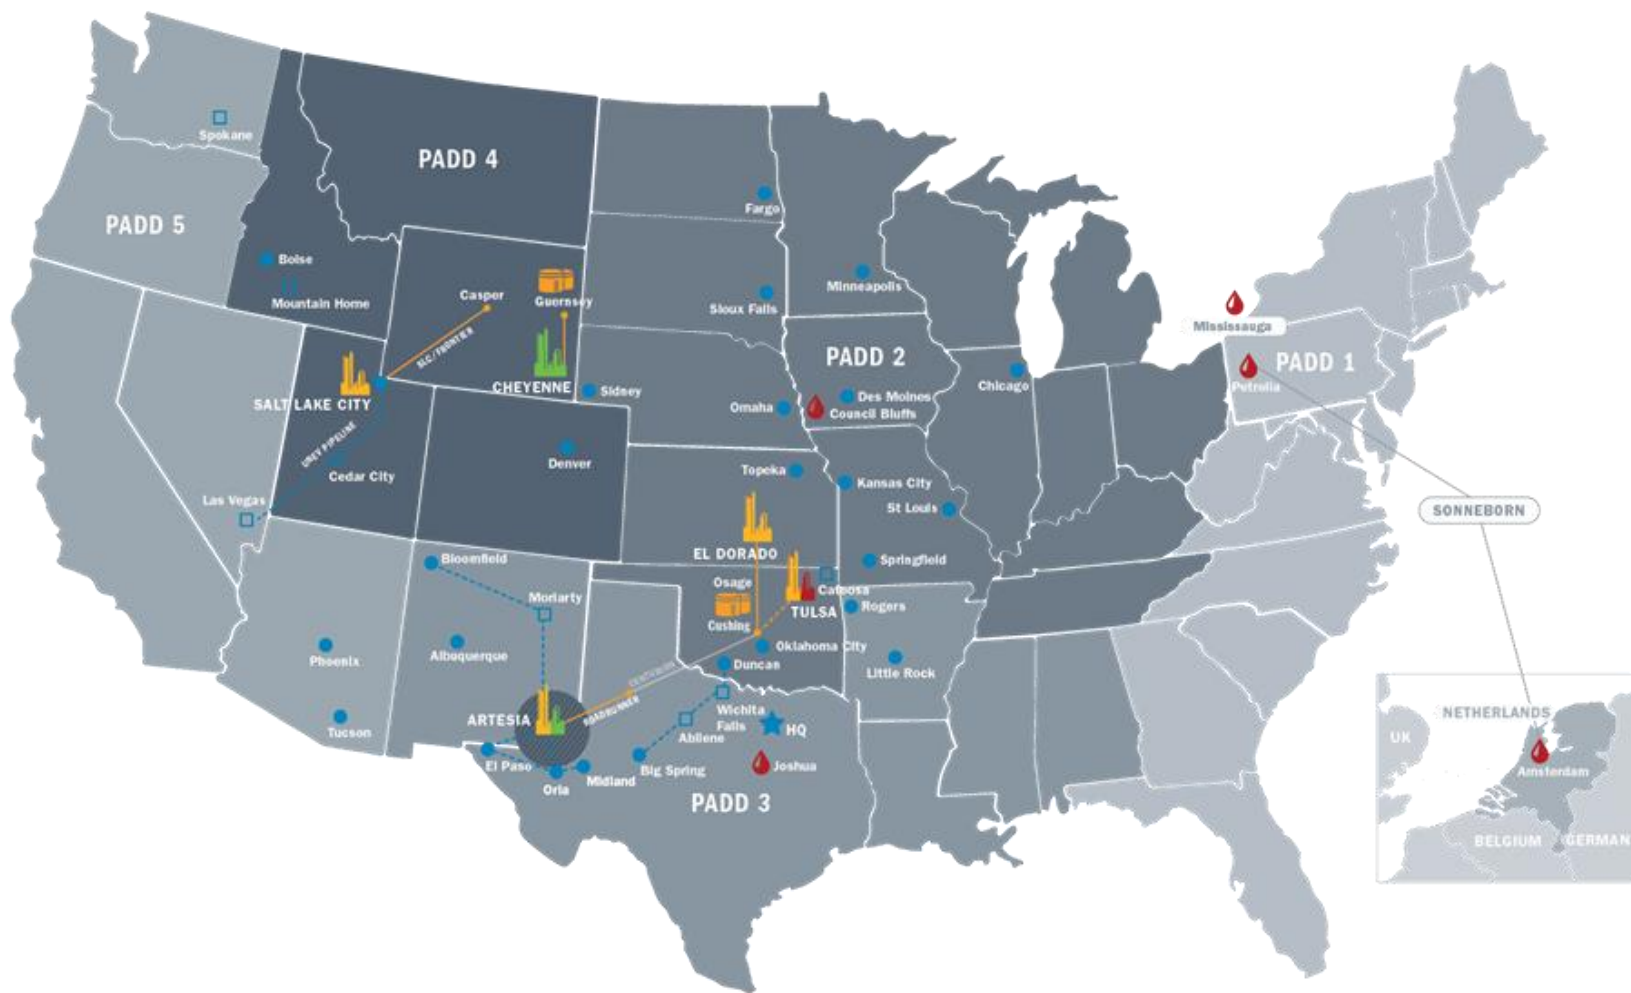 Spokane
PADD 4
PADD 5
Fargo
Boise
Mountain Home
Casper
Guernsey
Sioux Falls
Minneapolis
Mississauga
SLC/FRONTIER
PADD 2
PADD 1
CHEYENNE
Sidney
Chicago
Petrolia
SALT LAKE CITY
Omaha
Des Moines
Council Bluffs
UNEV PIPELINE
Denver
Cedar City
Topeka
Kansas City
Las Vegas
St Louis
SONNEBORN
EL DORADO
Bloomfield
Springfield
Osage
Catoosa
Moriarty
TULSA
Rogers
Cushing
Phoenix
Albuquerque
Oklahoma City
Duncan
Little Rock
CENTURION
ROADRUNNER
ARTESIA
Wichita
Falls
Tucson
Abilene
HQ
NETHERLANDS
UK
El Paso
Orla
Midland
Big Spring
Joshua
Amsterdam
PADD 3
BELGIUM
GERMAN